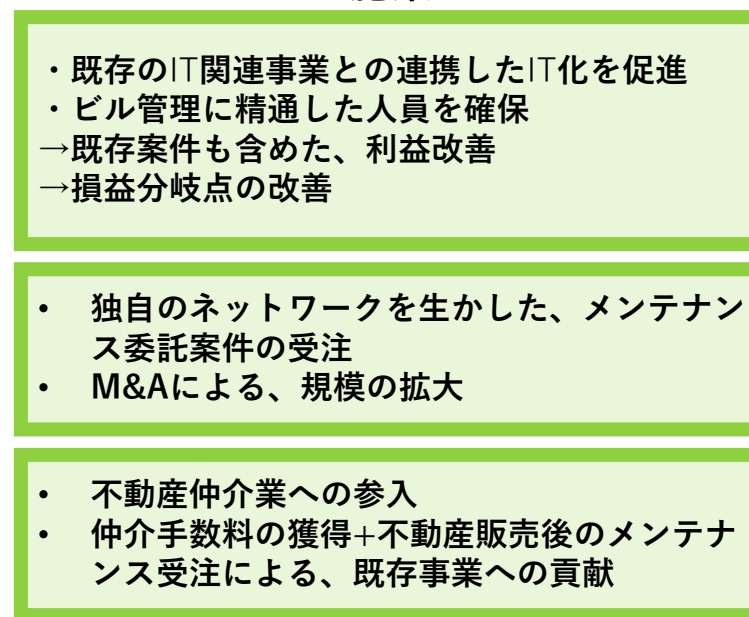 ・既存のIT関連事業との連携したIT化を促進
・ビル管理に精通した人員を確保
→既存案件も含めた、利益改善
→損益分岐点の改善
• 独自のネットワークを生かした、メンテナン
ス委託案件の受注
• M&Aによる、規模の拡大
• 不動産仲介業への参入
• 仲介手数料の獲得+不動産販売後のメンテナ
ンス受注による、既存事業への貢献